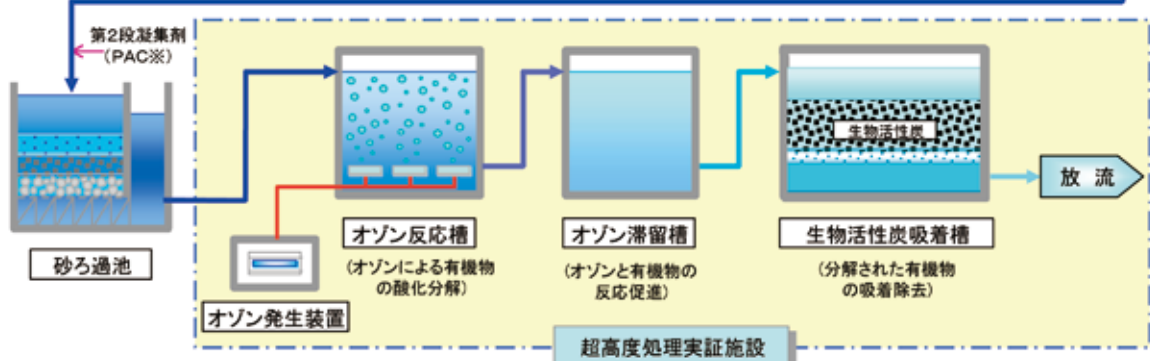 第2段凝集剤
(PAC※)
生物活性炭
放 流
砂ろ過池
オゾン反応槽
(オゾンによる有機物
の酸化分解)
オゾン滞留槽
(オゾンと有機物の
反応促進)
生物活性炭吸着槽
(分解された有機物
の吸着除去)
オゾン発生装置
超高度処理実証施設